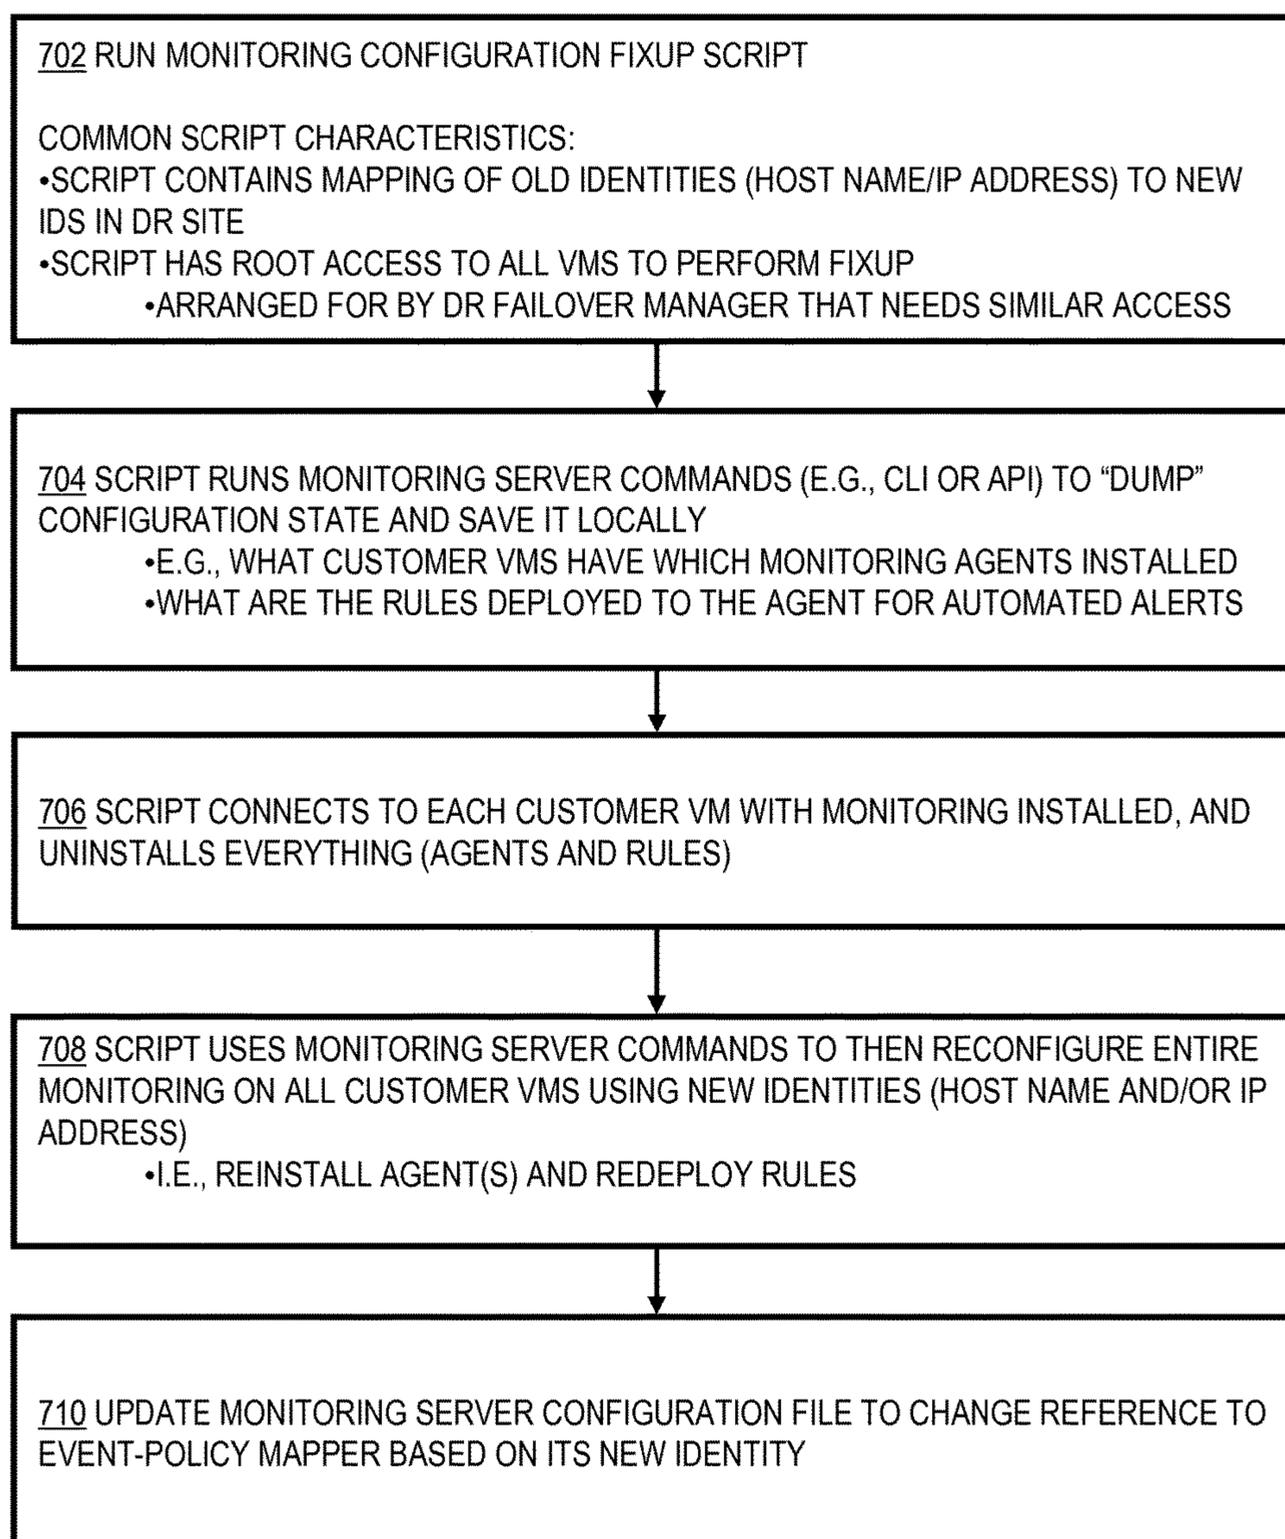 702 RUN MONITORING CONFIGURATION FIXUP SCRIPT
COMMON SCRIPT CHARACTERISTICS:
•SCRIPT CONTAINS MAPPING OF OLD IDENTITIES (HOST NAME/IP ADDRESS) TO NEW
IDS IN DR SITE
•SCRIPT HAS ROOT ACCESS TO ALL VMS TO PERFORM FIXUP
•ARRANGED FOR BY DR FAILOVER MANAGER THAT NEEDS SIMILAR ACCESS
704 SCRIPT RUNS MONITORING SERVER COMMANDS (E.G., CLI OR API) TO “DUMP”
CONFIGURATION STATE AND SAVE IT LOCALLY
•E.G., WHAT CUSTOMER VMS HAVE WHICH MONITORING AGENTS INSTALLED
•WHAT ARE THE RULES DEPLOYED TO THE AGENT FOR AUTOMATED ALERTS
706 SCRIPT CONNECTS TO EACH CUSTOMER VM WITH MONITORING INSTALLED, AND
UNINSTALLS EVERYTHING (AGENTS AND RULES)
708 SCRIPT USES MONITORING SERVER COMMANDS TO THEN RECONFIGURE ENTIRE
MONITORING ON ALL CUSTOMER VMS USING NEW IDENTITIES (HOST NAME AND/OR IP
ADDRESS)
•I.E., REINSTALL AGENT(S) AND REDEPLOY RULES
710 UPDATE MONITORING SERVER CONFIGURATION FILE TO CHANGE REFERENCE TO
EVENT-POLICY MAPPER BASED ON ITS NEW IDENTITY